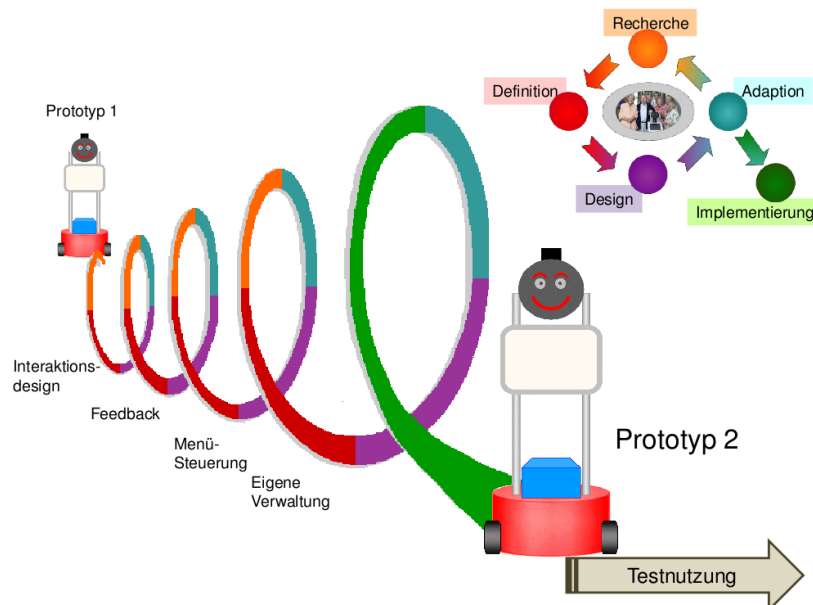 Recherche
Prototyp 1
Definition
Adaption
Design
Implementierung
Interaktions-
design
Feedback
Menü-
Steuerung
Eigene
Verwaltung
Prototyp 2
Testnutzung